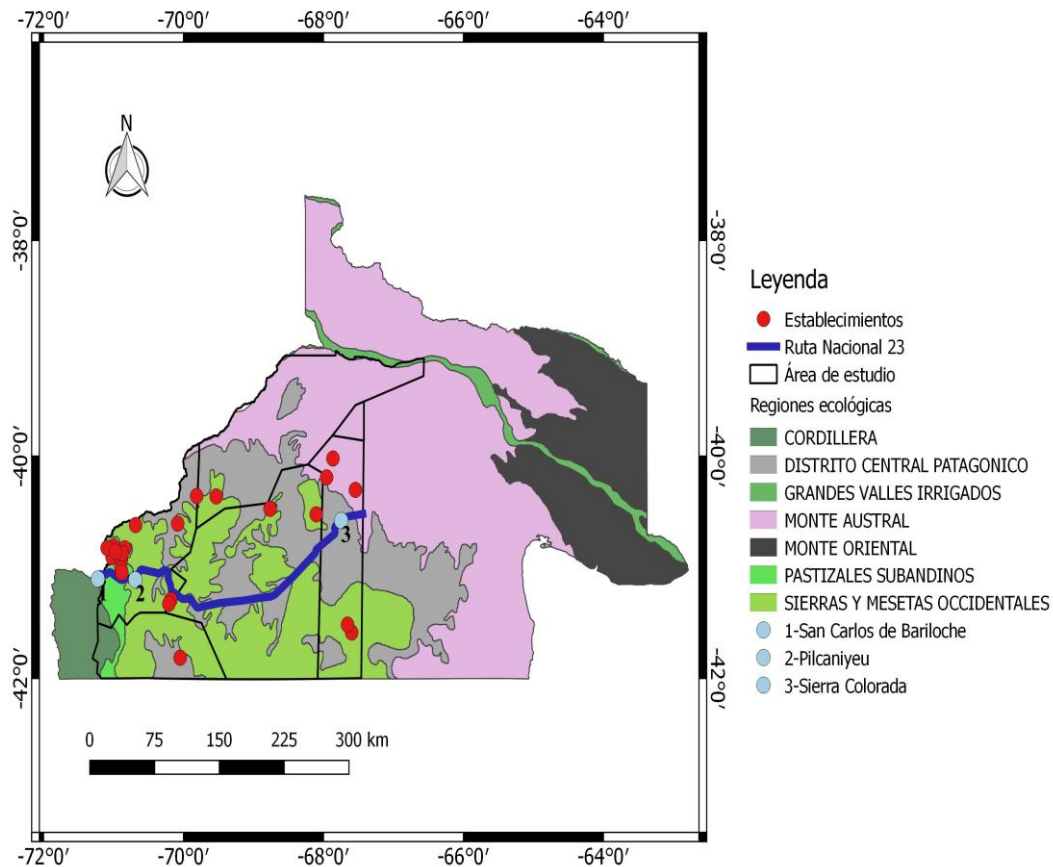 -72°0′ -70°0′ -68°0′ -66°0′ -64°0′
N
-38°0′ -38°0′
-40°0′ -40°0′
-42°0′ -42°0′
2
3
0 75 150 225 300 km
-72°0′ -70°0′ -68°0′ -66°0′ -64°0′
Leyenda
Establecimientos
Ruta Nacional 23
Área de estudio
Regiones ecológicas
CORDILLERA
DISTRITO CENTRAL PATAGONICO
GRANDES VALLES IRRIGADOS
MONTE AUSTRAL
MONTE ORIENTAL
PASTIZALES SUBANDINOS
SIERRAS Y MESETAS OCCIDENTALES
1-San Carlos de Bariloche
2-Pilcaniyeu
3-Sierra Colorada